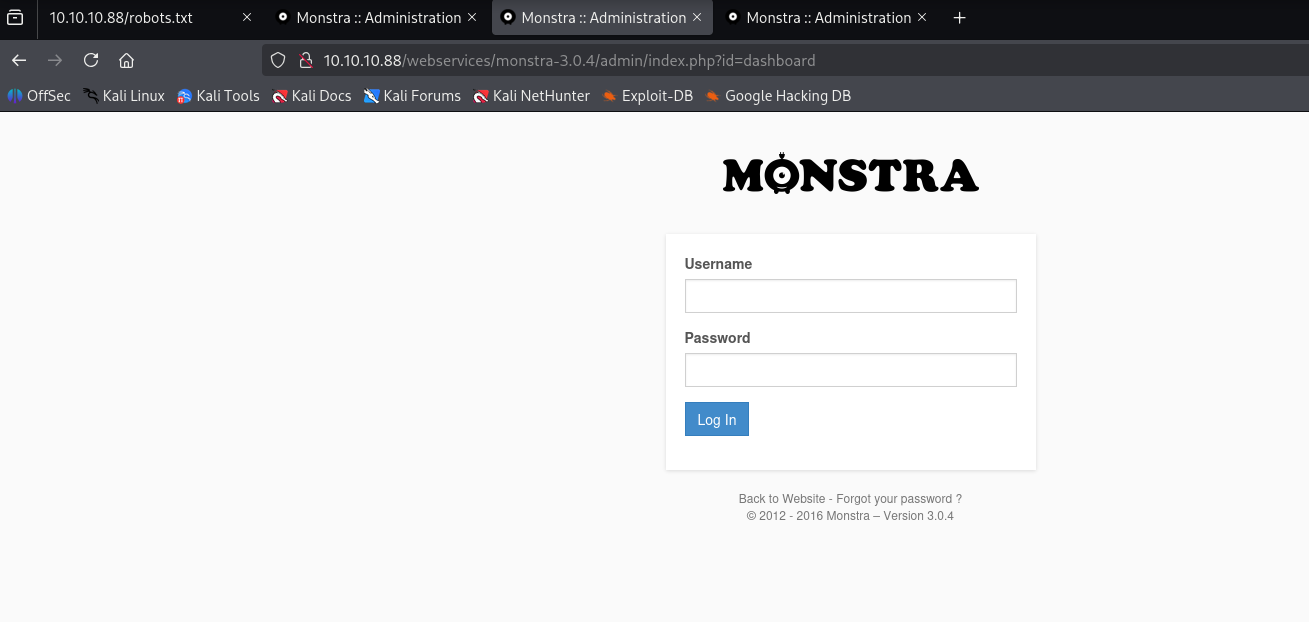 10.10.10.88/robots.txt
Monstra :: Administration
Monstra :: Administration
Monstra :: Administration
10.10.10.88/webservices/monstra-3.0.4/admin/index.php?id=dashboard
OffSec Kali Linux Kali Tools Kali Docs Kali Forums Kali NetHunter Exploit-DB Google Hacking DB
MONSTRA
Username
Password
Log In
Back to Website - Forgot your password ?
© 2012 - 2016 Monstra – Version 3.0.4